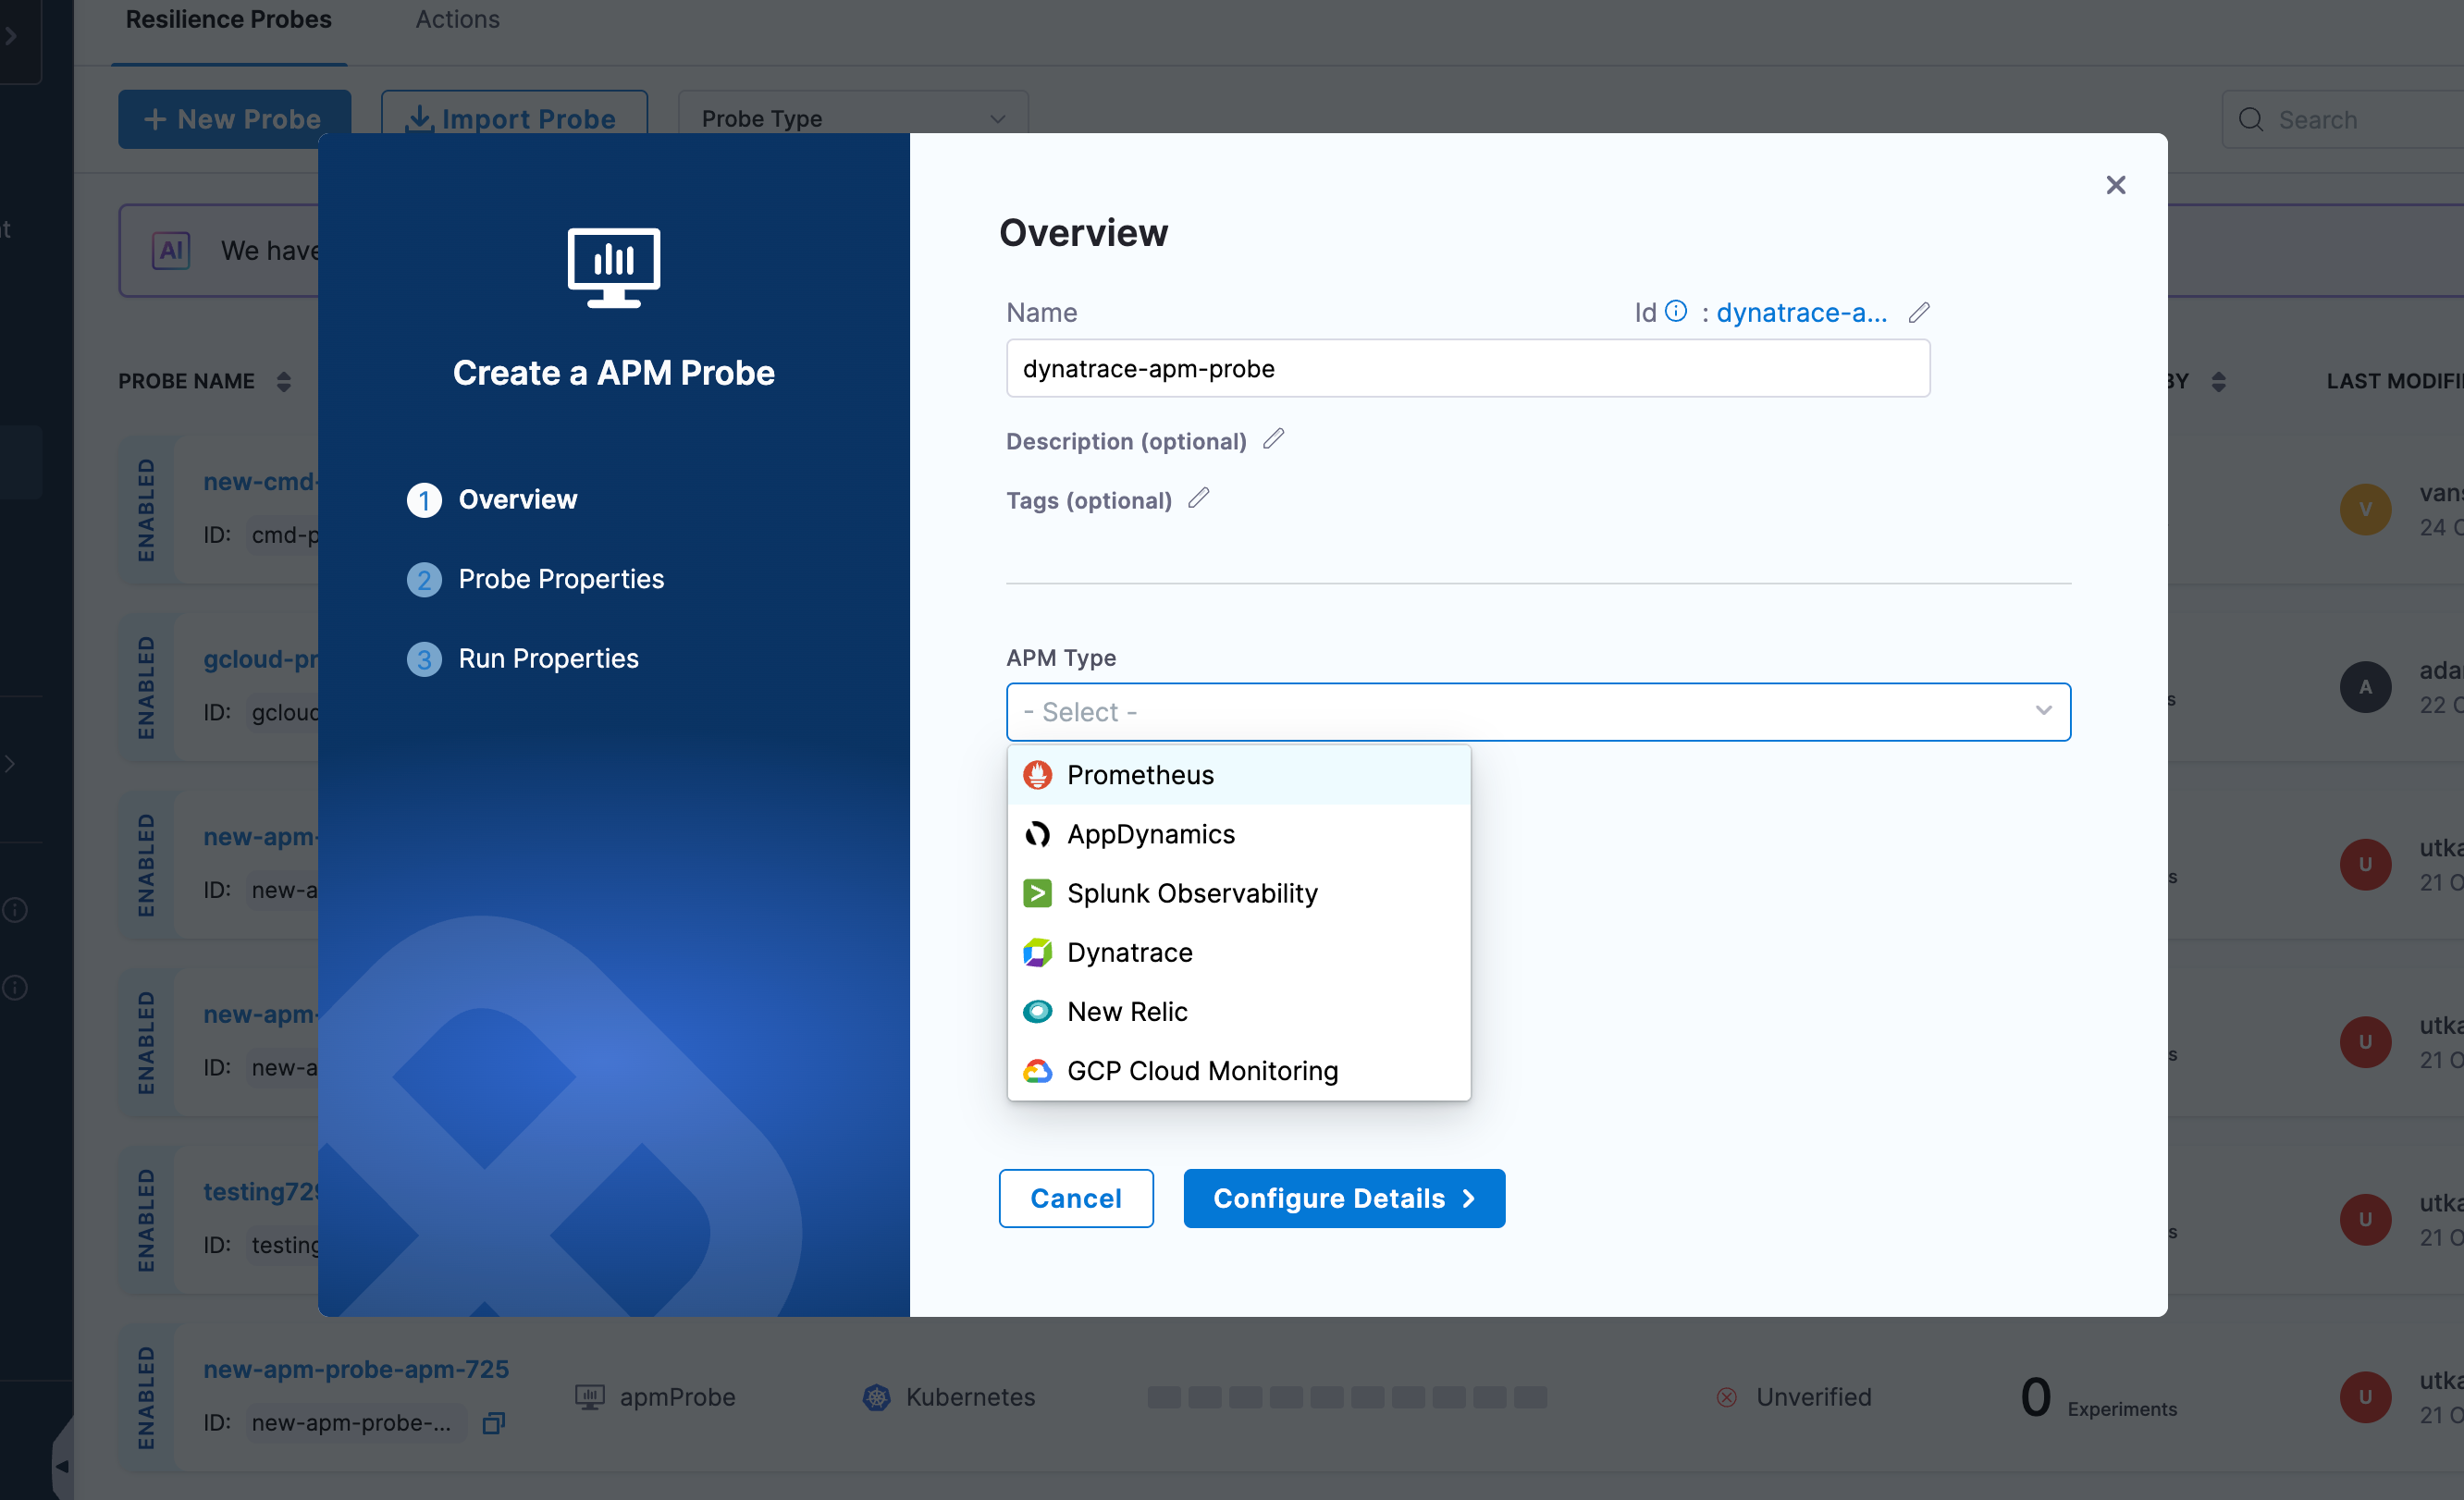 Resilience Probes
Actions
+ New Probe
Import Probe
Probe Type
Search
AI
We have
PROBE NAME
BY
LAST MODIFI
ENABLED
new-cmd-
ID: cmd-p
V
vans
24 O
ENABLED
gcloud-pr
ID: gcloud
s
A
ada
22 O
ENABLED
new-apm-
ID: new-a
s
U
utka
21 O
ENABLED
new-apm-
ID: new-a
s
U
utka
21 O
ENABLED
testing729
ID: testing
s
U
utka
21 O
ENABLED
new-apm-probe-apm-725
ID: new-apm-probe-...
apmProbe
Kubernetes
Unverified
0 Experiments
U
utka
21 O
Create a APM Probe
1 Overview
2 Probe Properties
3 Run Properties
Overview
Name
Id : dynatrace-a...
dynatrace-apm-probe
Description (optional)
Tags (optional)
APM Type
- Select -
Prometheus
AppDynamics
Splunk Observability
Dynatrace
New Relic
GCP Cloud Monitoring
Cancel
Configure Details